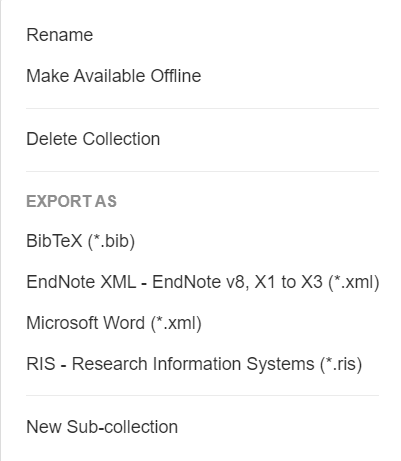 Rename
Make Available Offline
Delete Collection
EXPORT AS
BibTeX (*.bib)
EndNote XML - EndNote v8, X1 to X3 (*.xml)
Microsoft Word (*.xml)
RIS - Research Information Systems (*.ris)
New Sub-collection